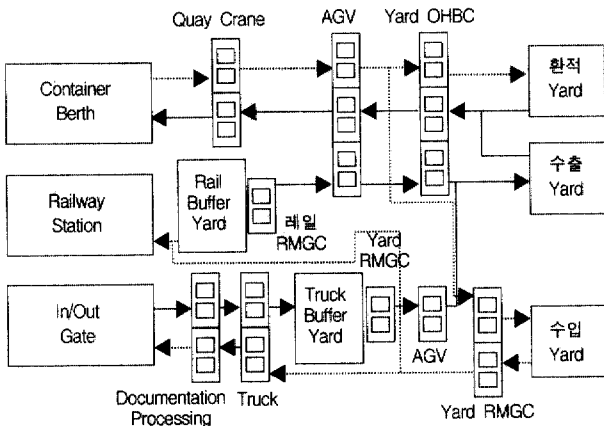 Quay Crane
AGV
Yard OHBC
Container
Berth
환적
Yard
수출
Yard
Railway
Station
Rail
Buffer
Yard
레일
RMGC
Yard
RMGC
In/Out
Gate
Truck
Buffer
Yard
수입
Yard
AGV
Documentation
Processing
Truck
Yard RMGC